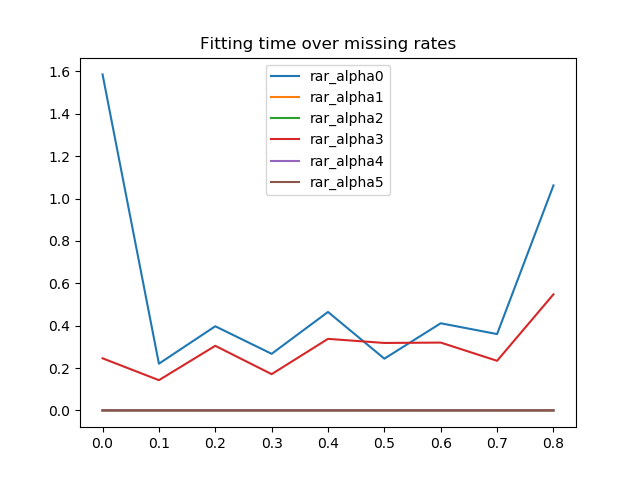 Fitting time over missing rates
rar_alpha0
rar_alpha1
rar_alpha2
rar_alpha3
rar_alpha4
rar_alpha5
1.6
1.4
1.2
1.0
0.8
0.6
0.4
0.2
0.0
0.0 0.1 0.2 0.3 0.4 0.5 0.6 0.7 0.8